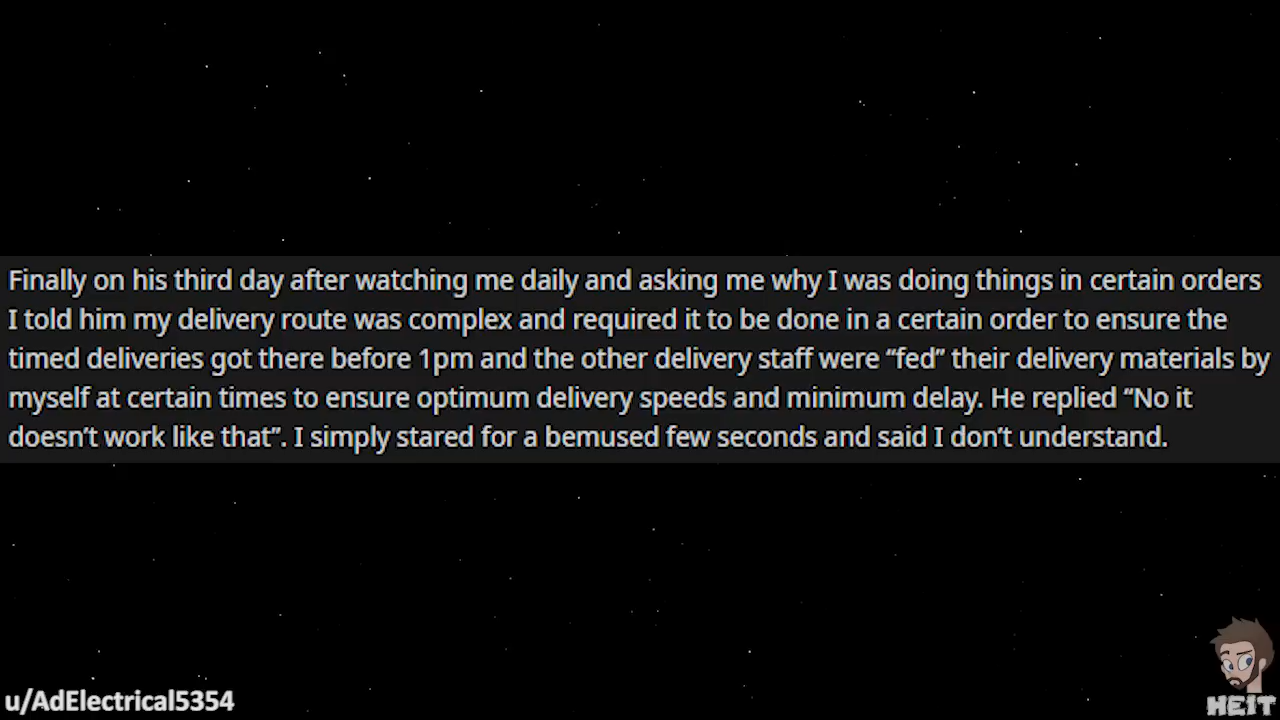 Finally on his third day after watching me daily and asking me why I was doing things in certain orders
I told him my delivery route was complex and required it to be done in a certain order to ensure the
timed deliveries got there before 1pm and the other delivery staff were “fed” their delivery materials by
myself at certain times to ensure optimum delivery speeds and minimum delay. He replied “No it
doesn’t work like that”. I simply stared for a bemused few seconds and said I don’t understand.
u/AdElectrical5354
HEIT